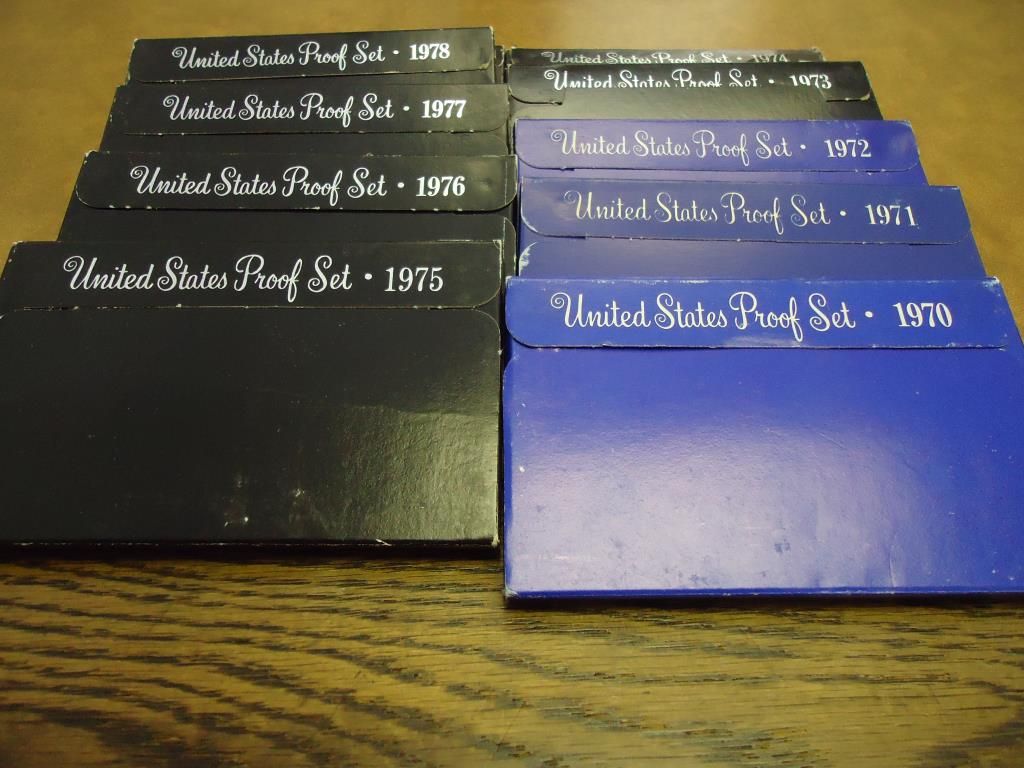 United States Proof Set • 1978
United States Proof Set • 1977
United States Proof Set • 1976
United States Proof Set • 1975
United States Proof Set • 1974
United States Proof Set • 1973
United States Proof Set • 1972
United States Proof Set • 1971
United States Proof Set • 1970